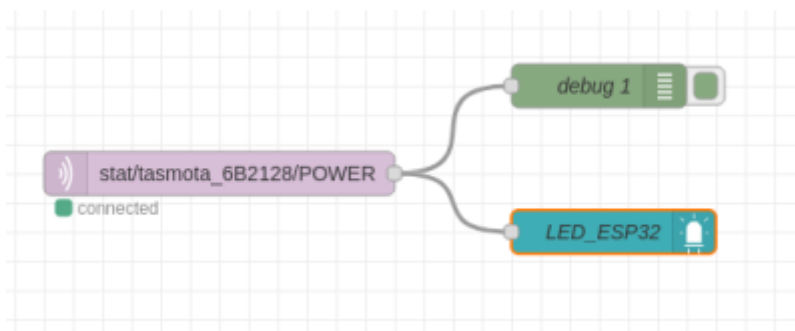 debug 1
stat/tasmota_6B2128/POWER
connected
LED_ESP32